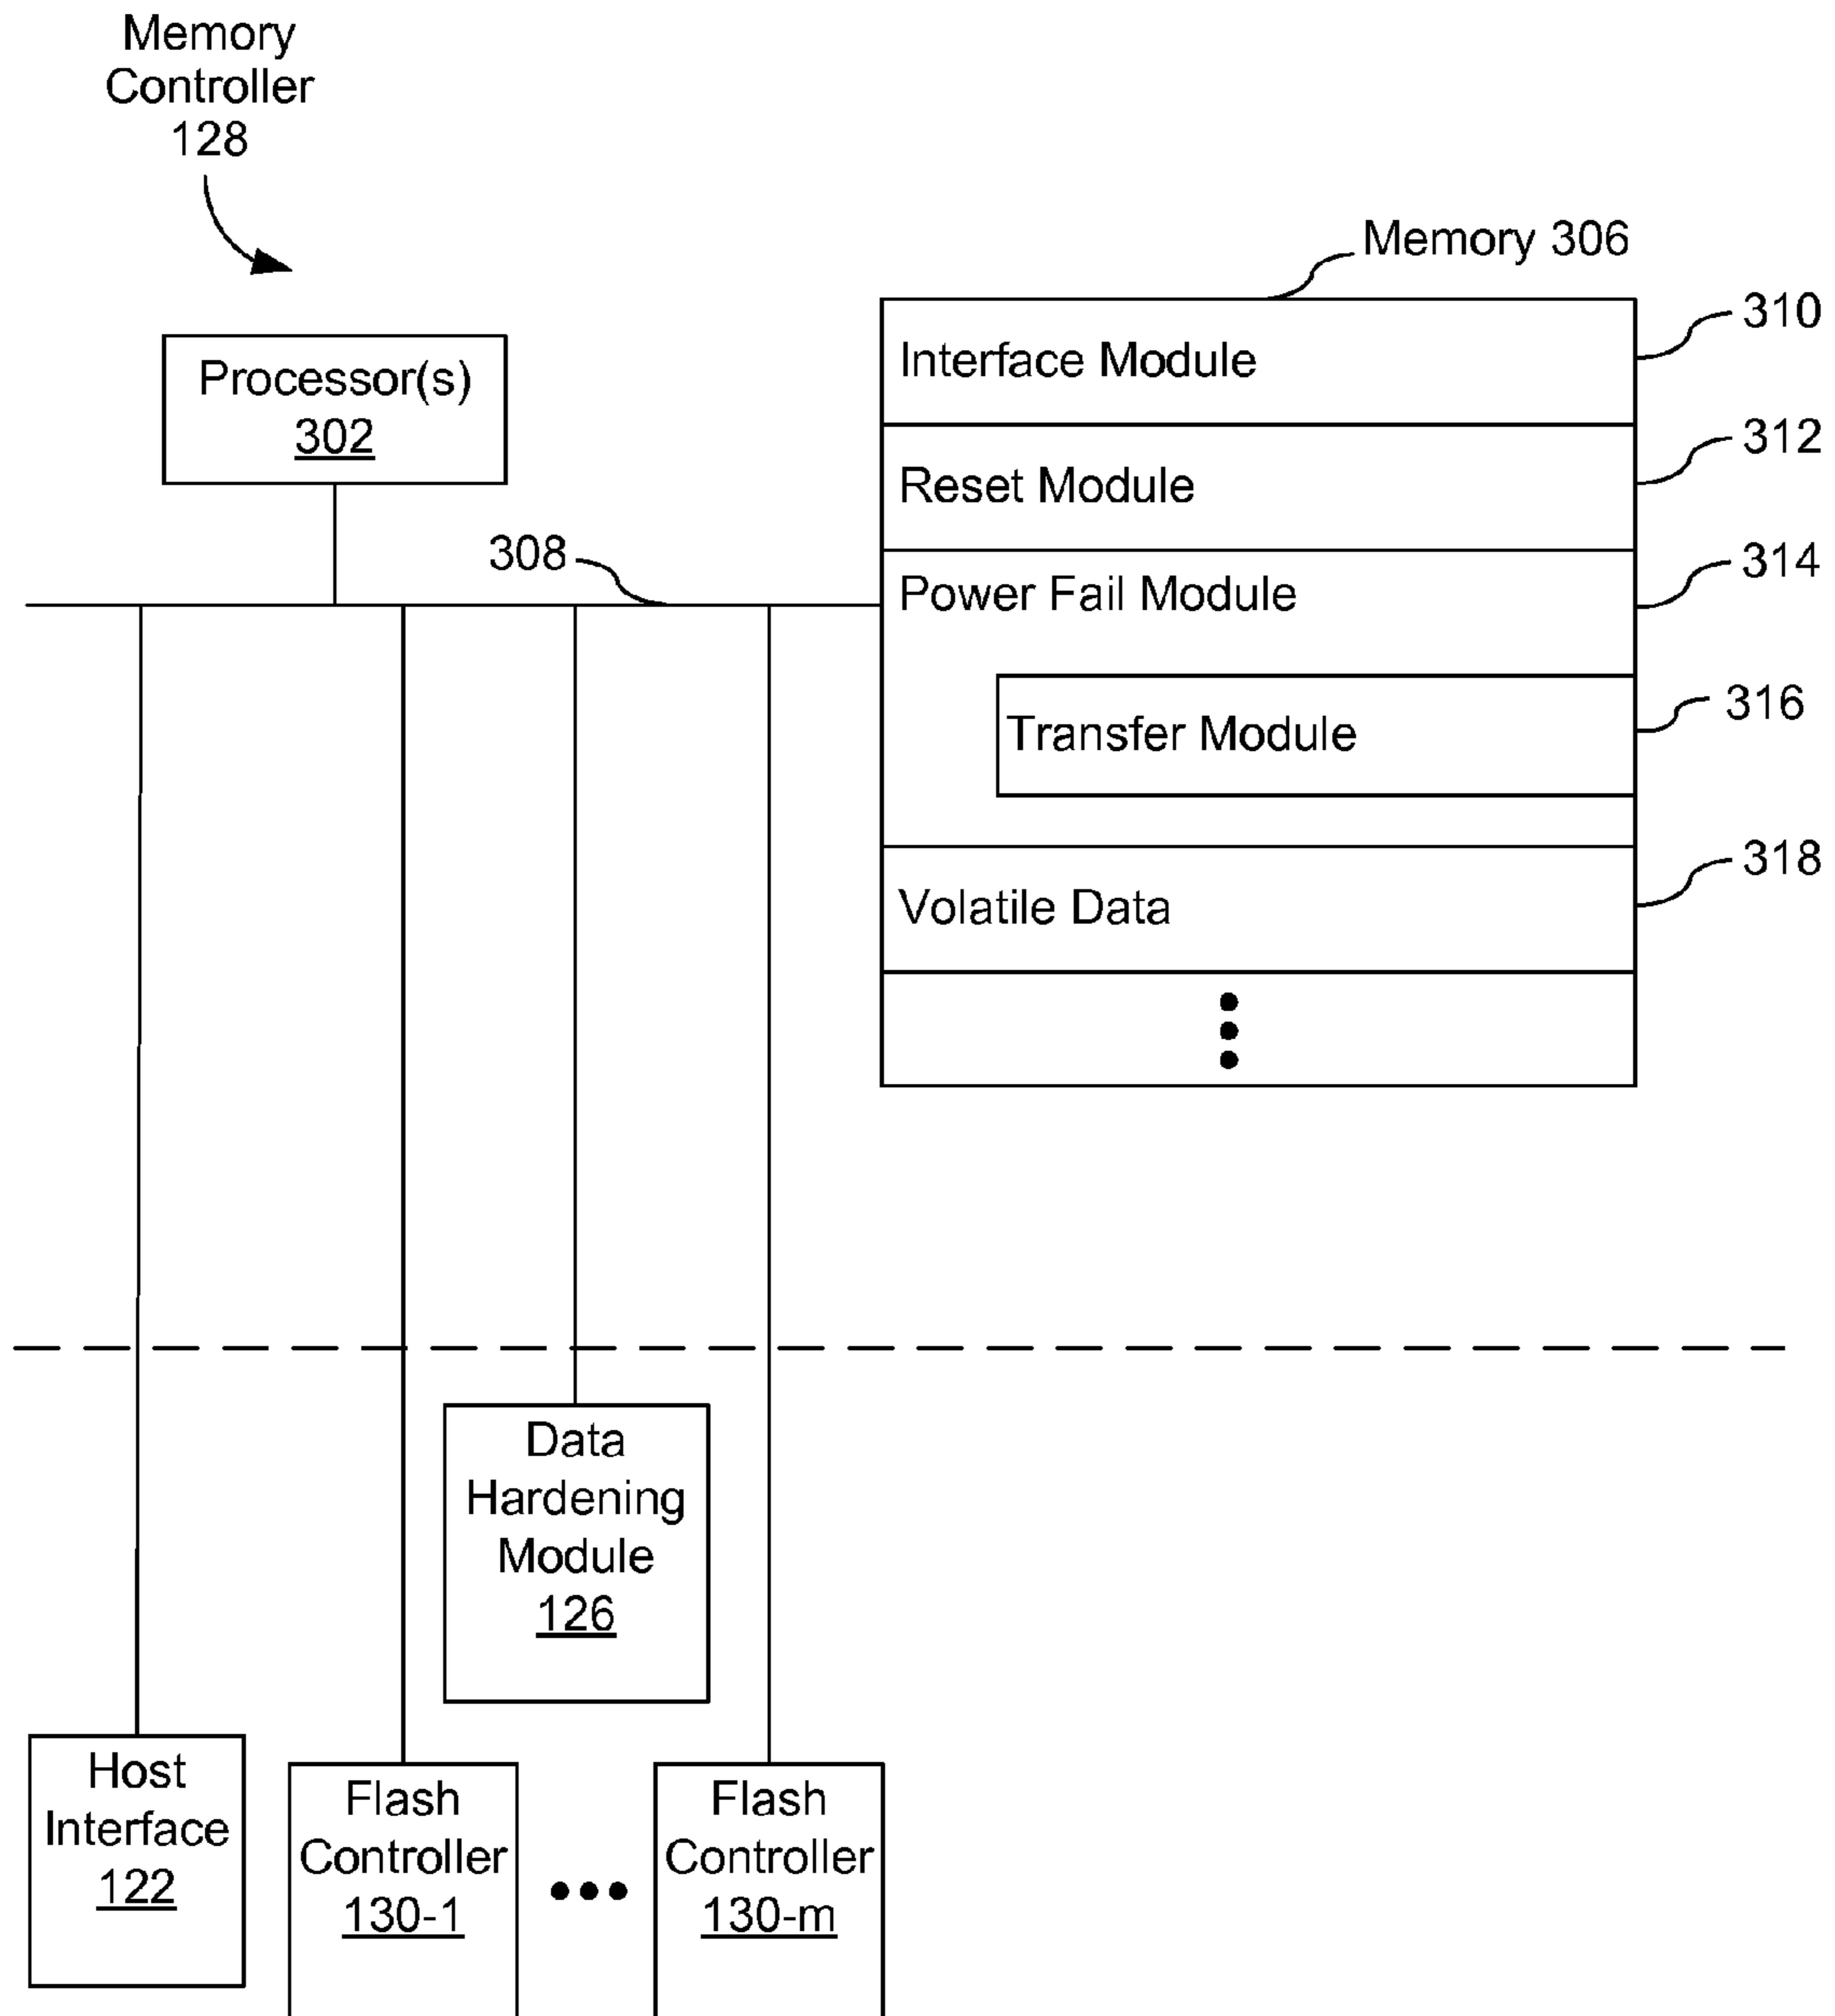 Memory
Controller
128
Memory 306
Processor(s)
302
308
Interface Module
310
Reset Module
312
Power Fail Module
314
Transfer Module
316
Volatile Data
318
Data
Hardening
Module
126
Host
Interface
122
Flash
Controller
130-1
Flash
Controller
130-m